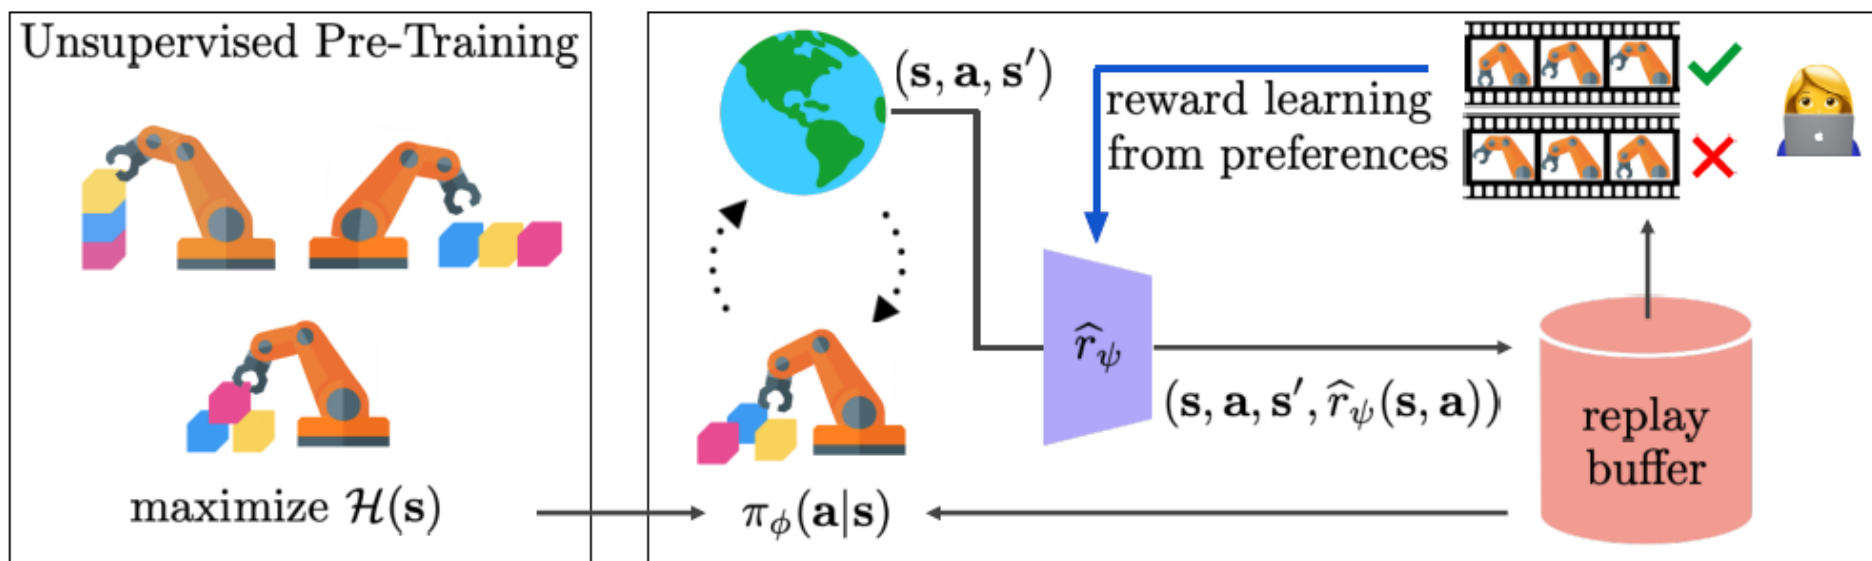 Unsupervised Pre-Training
maximize ℋ(s)
(s, a, s′)
reward learning
from preferences
r̂ψ
(s, a, s′, r̂ψ(s, a))
replay
buffer
πϕ(a|s)